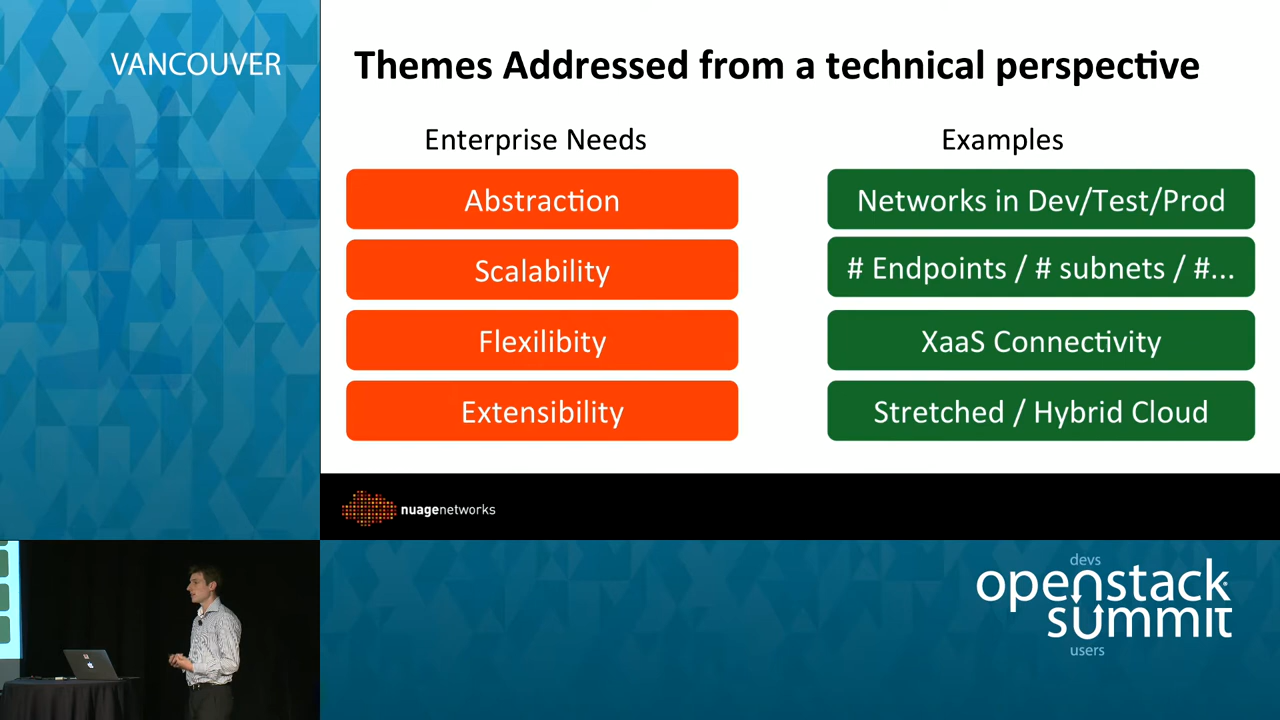 VANCOUVER
Themes Addressed from a technical perspective
Enterprise Needs
Examples
Abstraction
Networks in Dev/Test/Prod
Scalability
# Endpoints / # subnets / #...
Flexilibity
XaaS Connectivity
Extensibility
Stretched / Hybrid Cloud
nuagenetworks
devs
openstack
summit
users